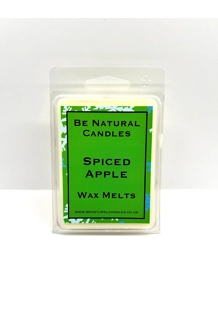 Be Natural
Candles
Spiced
Apple
Wax Melts